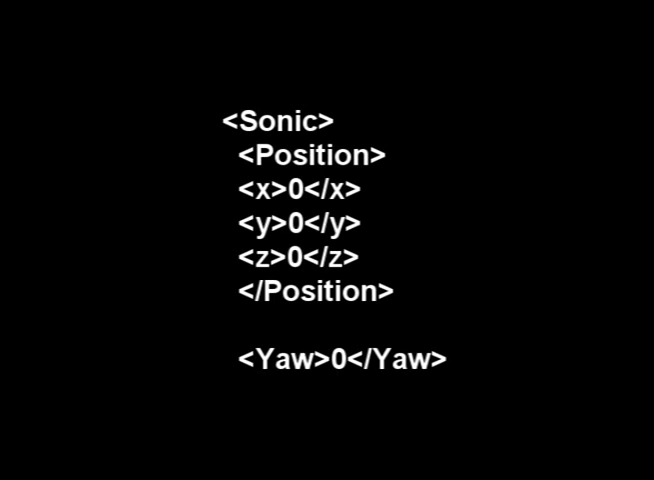 <Sonic>
<Position>
<x>0</x>
<y>0</y>
<z>0</z>
</Position>
<Yaw>0</Yaw>